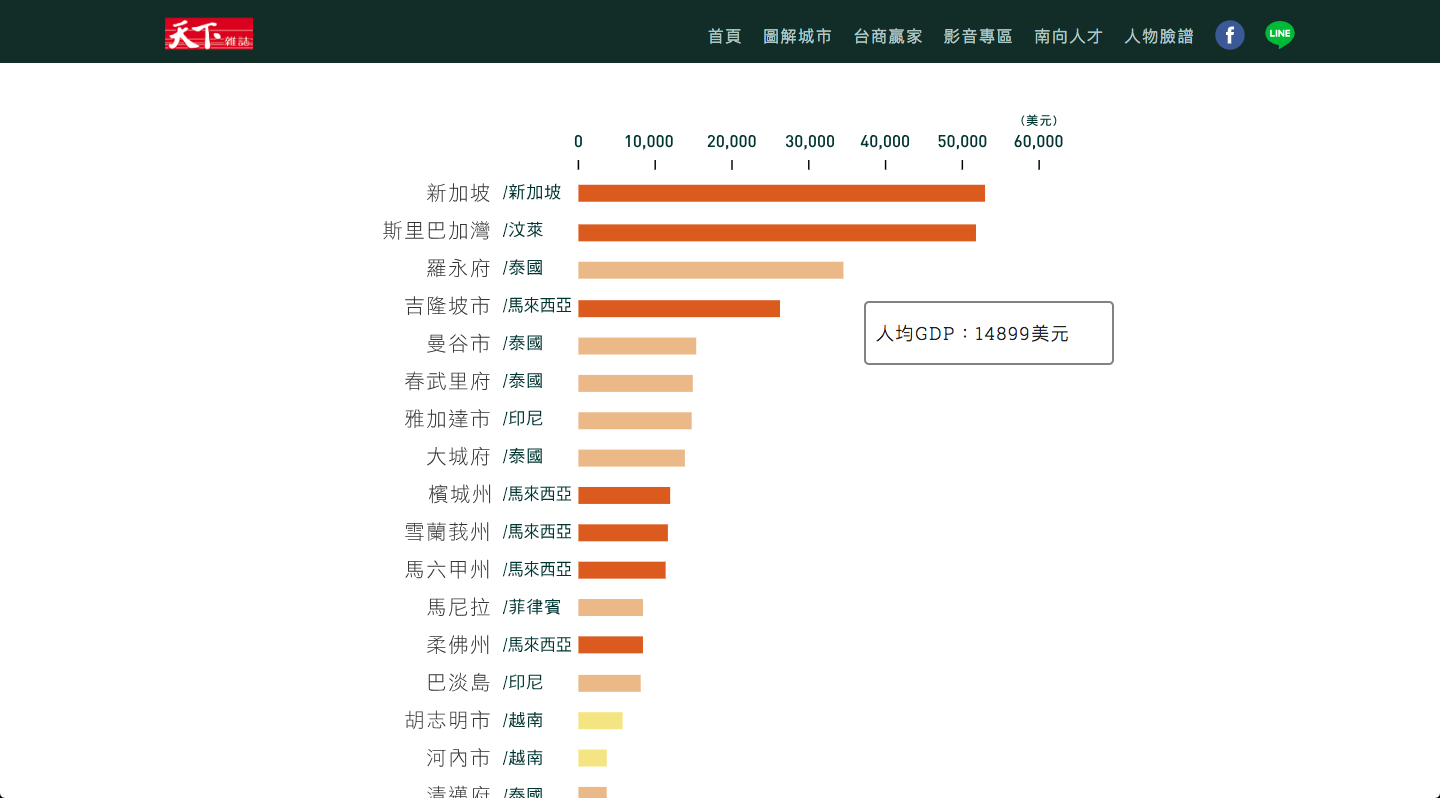 天下雜誌
首頁 圖解城市 台商贏家 影音專區 南向人才 人物臉譜 f LINE
(美元)
0 10,000 20,000 30,000 40,000 50,000 60,000
新加坡 /新加坡
斯里巴加灣 /汶萊
羅永府 /泰國
吉隆坡市 /馬來西亞
人均GDP：14899美元
曼谷市 /泰國
春武里府 /泰國
雅加達市 /印尼
大城府 /泰國
檳城州 /馬來西亞
雪蘭莪州 /馬來西亞
馬六甲州 /馬來西亞
馬尼拉 /菲律賓
柔佛州 /馬來西亞
巴淡島 /印尼
胡志明市 /越南
河內市 /越南
清邁府 /泰國